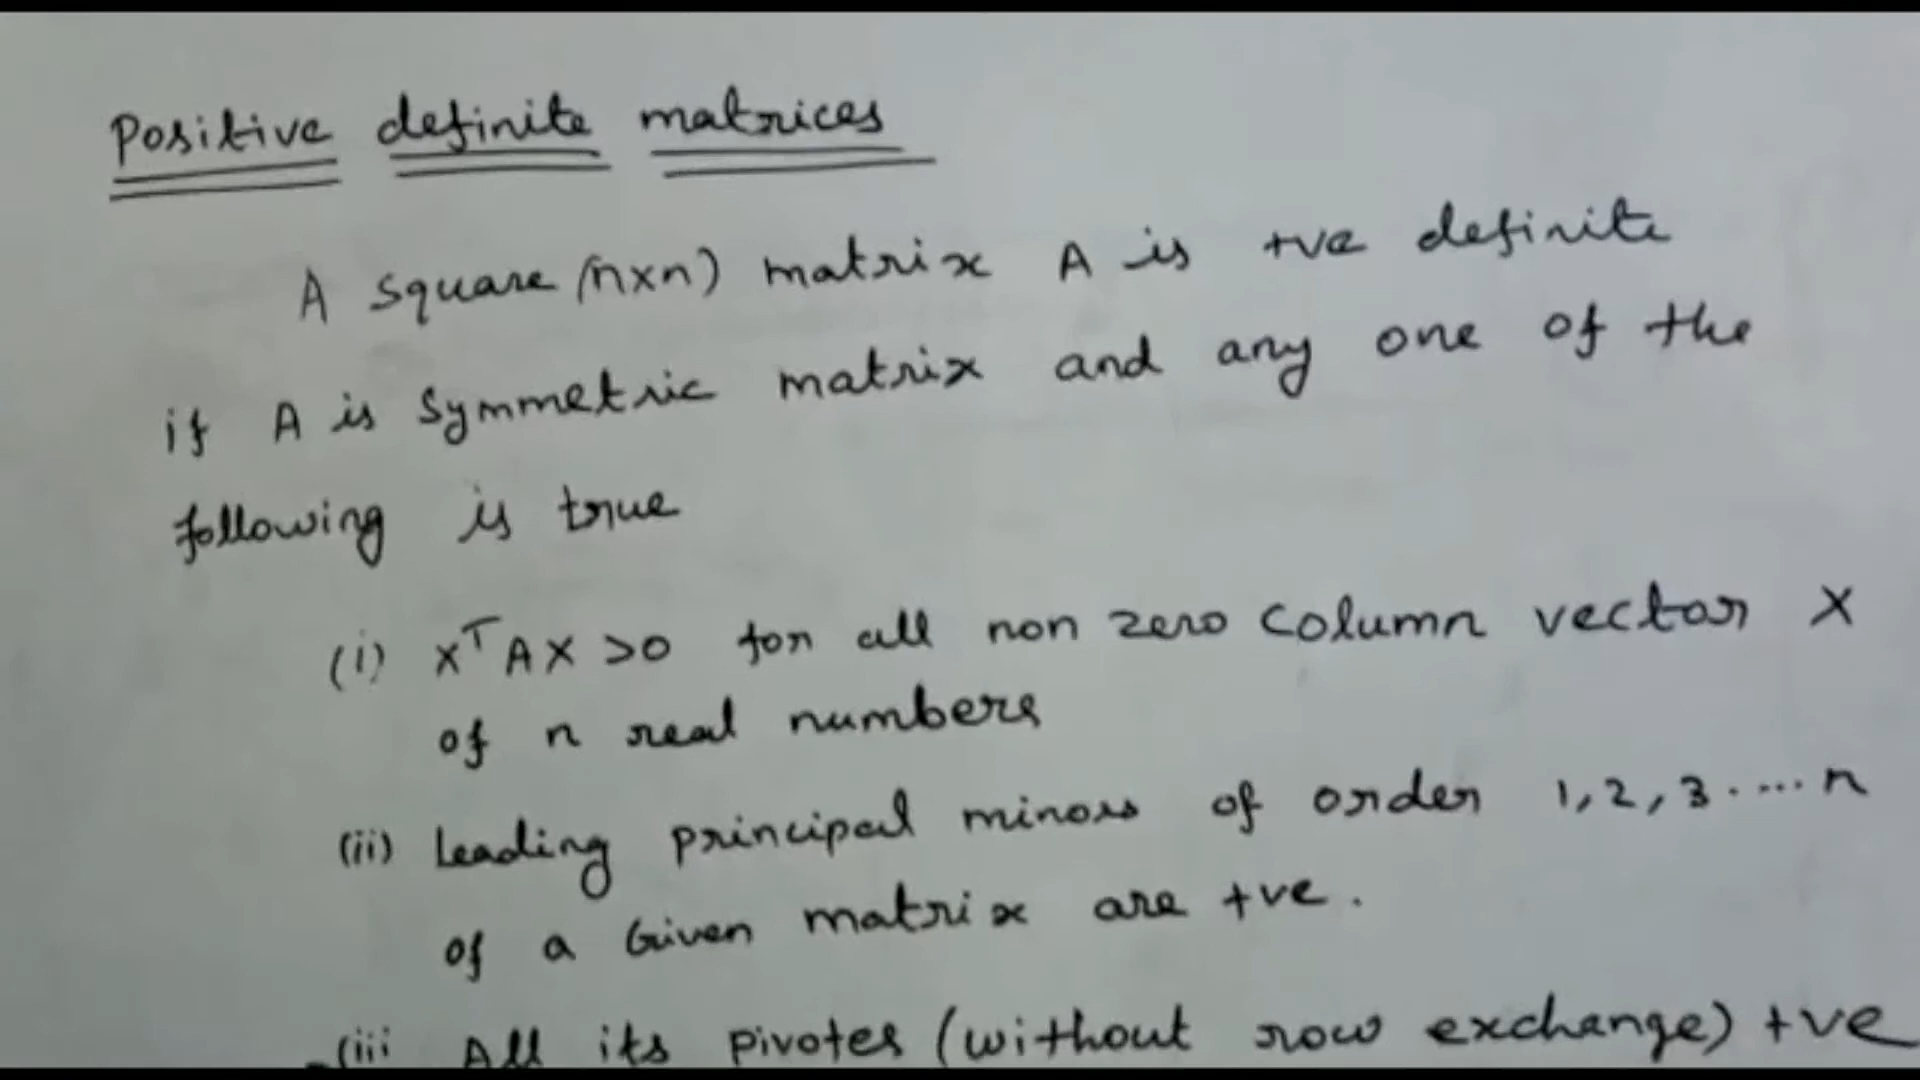 Positive definite matrices
A square (n×n) matrix A is +ve definite
if A is symmetric matrix and any one of the
following is true
(i) X^T A X >0 for all non zero column vector X
of n real numbers
(ii) Leading principal minors of order 1,2,3.....n
of a Given matrix are +ve.
(iii All its pivotes (without row exchange) +ve